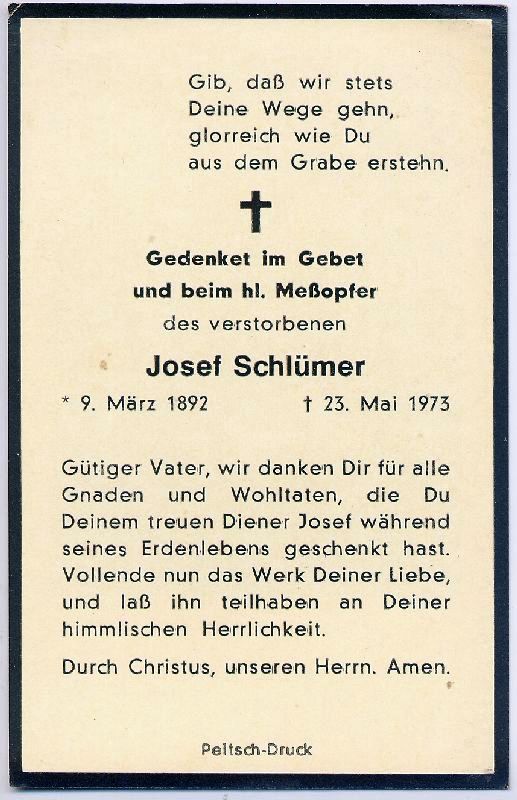 Gib, daß wir stets
Deine Wege gehn,
glorreich wie Du
aus dem Grabe erstehn.
Gedenket im Gebet
und beim hl. Meßopfer
des verstorbenen
Josef Schlümer
* 9. März 1892 † 23. Mai 1973
Gütiger Vater, wir danken Dir für alle
Gnaden und Wohltaten, die Du
Deinem treuen Diener Josef während
seines Erdenlebens geschenkt hast.
Vollende nun das Werk Deiner Liebe,
und laß ihn teilhaben an Deiner
himmlischen Herrlichkeit.
Durch Christus, unseren Herrn. Amen.
Peitsch-Druck